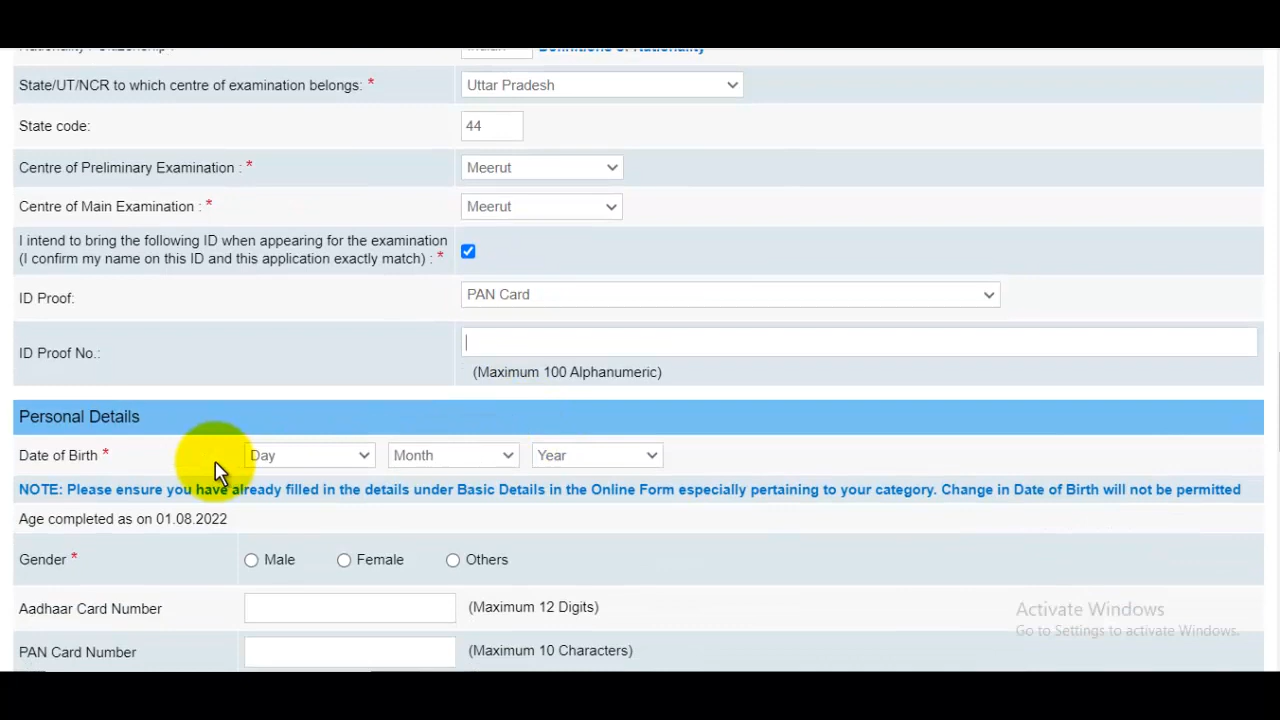 State/UT/NCR to which centre of examination belongs: * Uttar Pradesh
State code: 44
Centre of Preliminary Examination : * Meerut
Centre of Main Examination : * Meerut
I intend to bring the following ID when appearing for the examination
(I confirm my name on this ID and this application exactly match) : *
ID Proof: PAN Card
ID Proof No.:
(Maximum 100 Alphanumeric)
Personal Details
Date of Birth * Day Month Year
NOTE: Please ensure you have already filled in the details under Basic Details in the Online Form especially pertaining to your category. Change in Date of Birth will not be permitted
Age completed as on 01.08.2022
Gender * Male Female Others
Aadhaar Card Number (Maximum 12 Digits)
Activate Windows
Go to Settings to activate Windows.
PAN Card Number (Maximum 10 Characters)